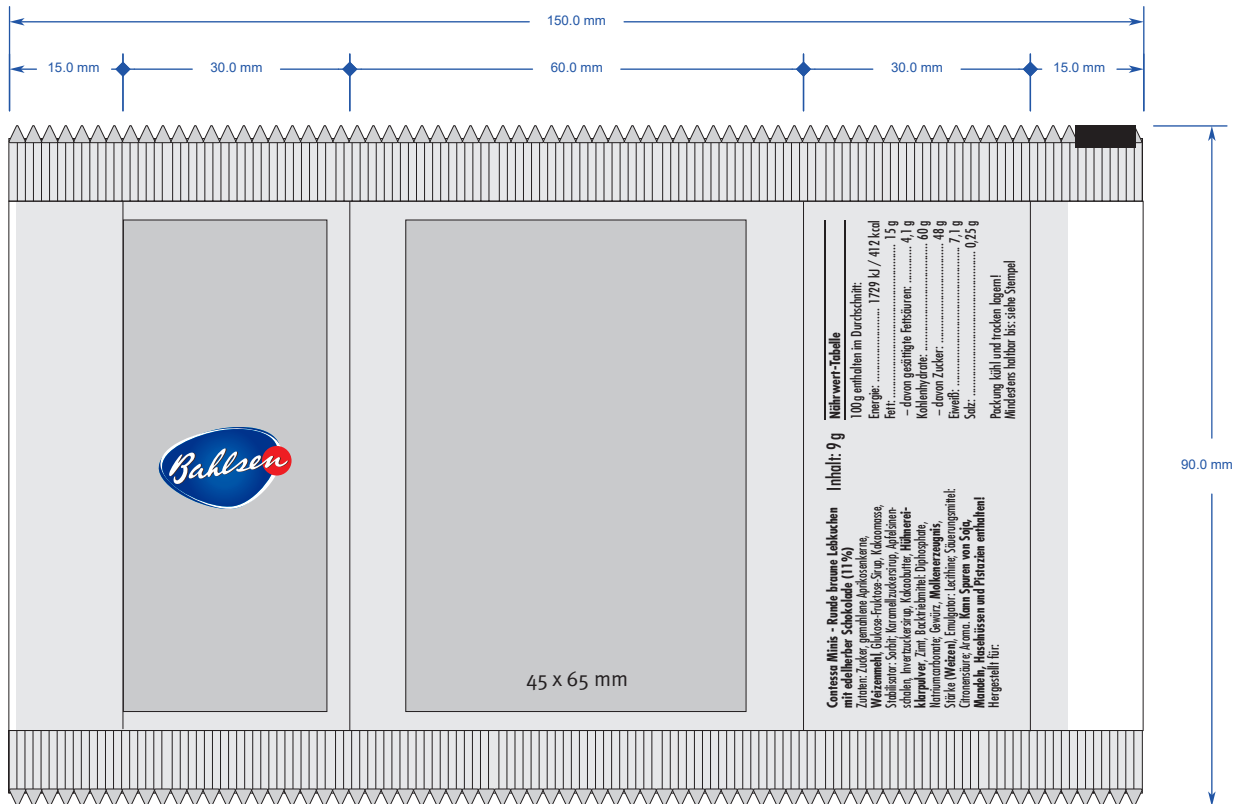 150.0 mm
15.0 mm
30.0 mm
60.0 mm
30.0 mm
15.0 mm
90.0 mm
Bahlsen
45 x 65 mm
Contessa Minis - Runde braune Lebkuchen
mit edelherber Schokolade (11%)
Zutaten: Zucker, gemahlene Aprikosenkerne,
Weizenmehl, Glukose-Fruktose-Sirup, Kakaomasse,
Stabilisator: Sorbit; Karamellzuckersirup, Apfelsinen-
schalen, Invertzuckersirup, Kakaobutter, Hühnerei-
klarpulver, Zimt, Backtriebmittel: Diphosphate,
Natriumcarbonate; Gewürz, Molkenerzeugnis,
Stärke (Weizen), Emulgator: Lecithine; Säuerungsmittel:
Citronensäure; Aroma. Kann Spuren von Soja,
Mandeln, Haselnüssen und Pistazien enthalten!
Hergestellt für:
Inhalt: 9 g
Nährwert-Tabelle
100 g enthalten im Durchschnitt:
Energie: ..................... 1729 kJ / 412 kcal
Fett: ............................................. 15 g
– davon gesättigte Fettsäuren: ............ 4,1 g
Kohlenhydrate: ................................ 60 g
– davon Zucker: ............................... 48 g
Eiweiß: ......................................... 7,1 g
Salz: ........................................... 0,25 g
Packung kühl und trocken lagern!
Mindestens haltbar bis: siehe Stempel